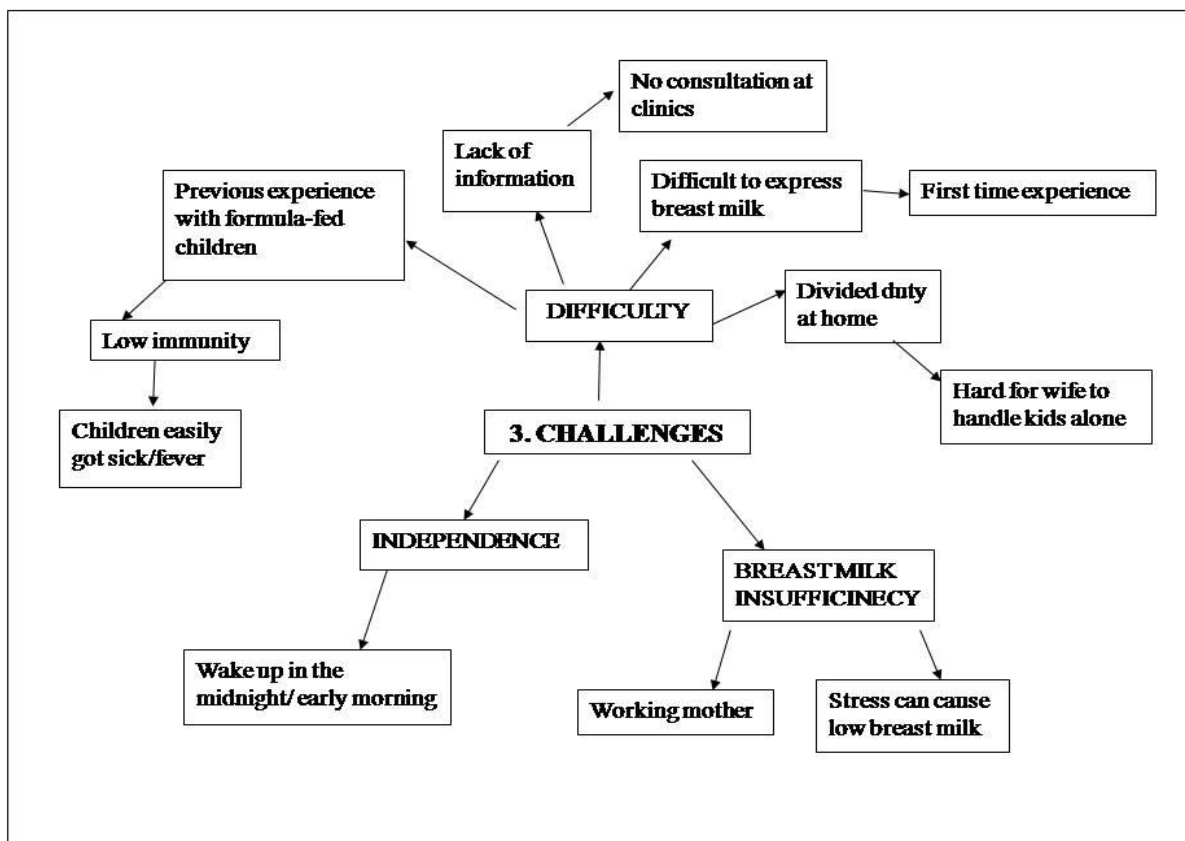 No consultation at
clinics
Lack of
information
Previous experience
with formula-fed
children
Difficult to express
breast milk
First time experience
DIFFICULTY
Divided duty
at home
Low immunity
Hard for wife to
handle kids alone
Children easily
got sick/fever
3. CHALLENGES
INDEPENDENCE
BREASTMILK
INSUFFICINECY
Wake up in the
midnight/ early morning
Working mother
Stress can cause
low breast milk